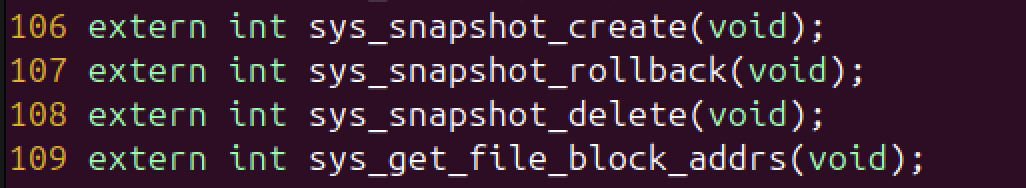 106 extern int sys_snapshot_create(void);
107 extern int sys_snapshot_rollback(void);
108 extern int sys_snapshot_delete(void);
109 extern int sys_get_file_block_addrs(void);